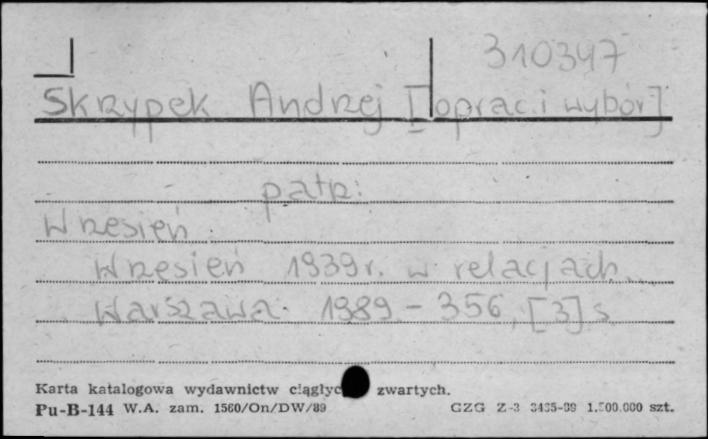 310347
Skrzypek Andrzej [oprac. i wybór]
patrz:
Wrzesień
Wrzesień 1939 r. w relacjach...
Warszawa. 1989 - 356, [3] s
Karta katalogowa wydawnictw ciągłyc zwartych.
Pu-B-144 W.A. zam. 1560/On/DW/89 GZG Z-3 3435-89 1.500.000 szt.